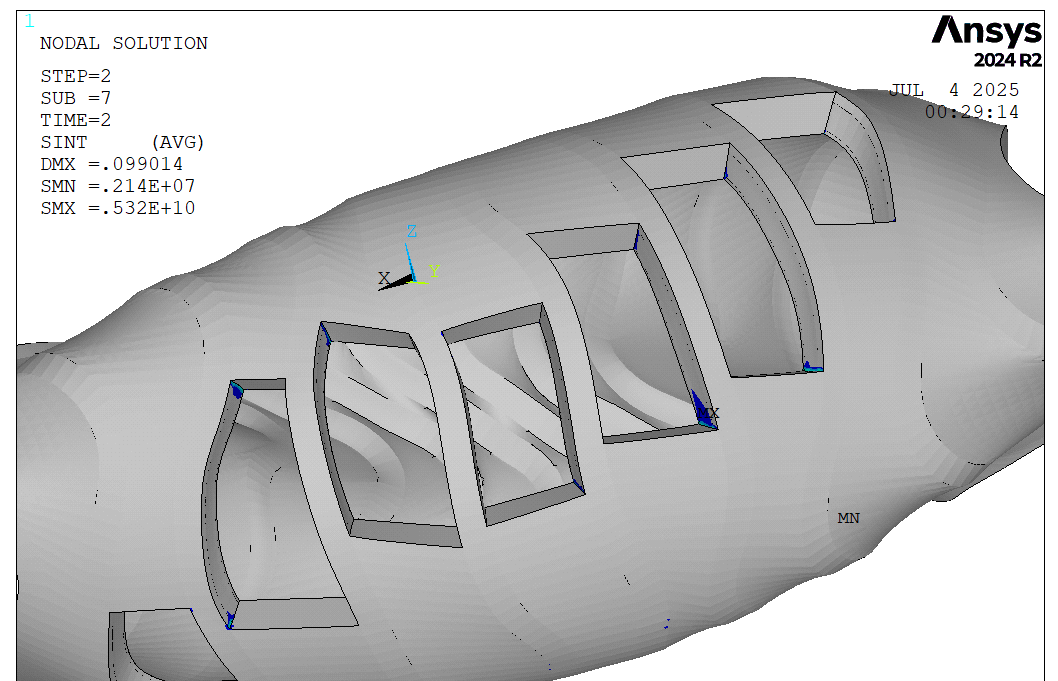 1
NODAL SOLUTION
STEP=2
SUB =7
TIME=2
SINT     (AVG)
DMX =.099014
SMN =.214E+07
SMX =.532E+10
Ansys
2024 R2
JUL  4 2025
00:29:14
Z
Y
X
MX
MN